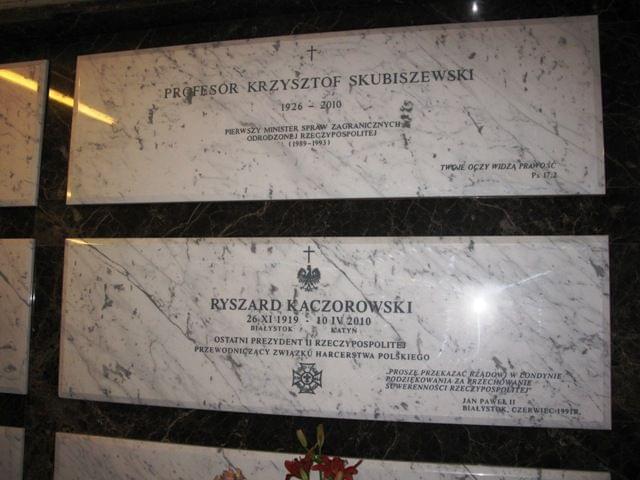 PROFESOR KRZYSZTOF SKUBISZEWSKI
1926 – 2010
PIERWSZY MINISTER SPRAW ZAGRANICZNYCH
ODRODZONEJ RZECZYPOSPOLITEJ
(1989–1993)
TWOJE OCZY WIDZĄ PRAWOŚĆ
Ps 17,2
RYSZARD KACZOROWSKI
26 XI 1919 - 10 IV 2010
BIAŁYSTOK KATYŃ
OSTATNI PREZYDENT II RZECZYPOSPOLITEJ
PRZEWODNICZĄCY ZWIĄZKU HARCERSTWA POLSKIEGO
„PROSZĘ PRZEKAZAĆ RZĄDOWI W LONDYNIE
PODZIĘKOWANIA ZA PRZECHOWANIE
SUWERENNOŚCI RZECZYPOSPOLITEJ"
JAN PAWEŁ II
BIAŁYSTOK, CZERWIEC 1991 R.